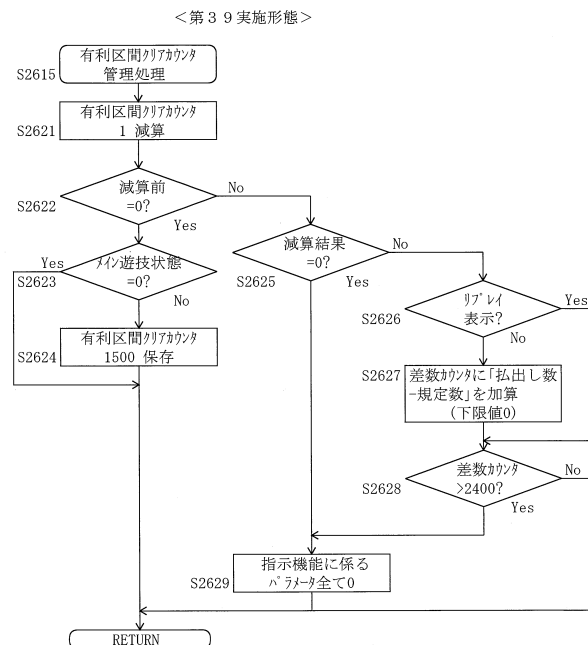 ＜第３９実施形態＞
有利区間クリアカウンタ
管理処理
S2615
有利区間クリアカウンタ
1 減算
S2621
減算前
=0?
S2622
No
Yes
減算結果
=0?
S2625
No
Yes
Yes
メイン遊技状態
=0?
S2623
No
リプレイ
表示?
S2626
Yes
No
有利区間クリアカウンタ
1500 保存
S2624
S2627
差数カウンタに「払出し数
-規定数」を加算
(下限値0)
差数カウンタ
>2400?
S2628
No
Yes
指示機能に係る
パラメータ全て0
S2629
RETURN